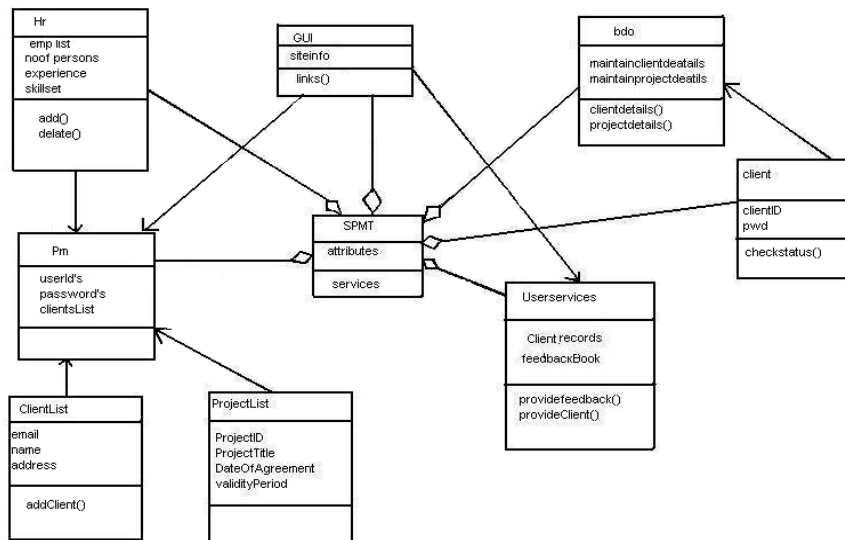 Hr
emp list
noof persons
experience
skillset
add()
delate()
GUI
siteinfo
links()
bdo
maintainclientdeatails
maintainprojectdeatils
clientdetails()
projectdetails()
client
clientID
pwd
checkstatus()
SPMT
attributes
services
Pm
userId's
password's
clientsList
Userservices
Client records
feedbackBook
providefeedback()
provideClient()
ClientList
email
name
address
addClient()
ProjectList
ProjectID
ProjectTitle
DateOfAgreement
validityPeriod